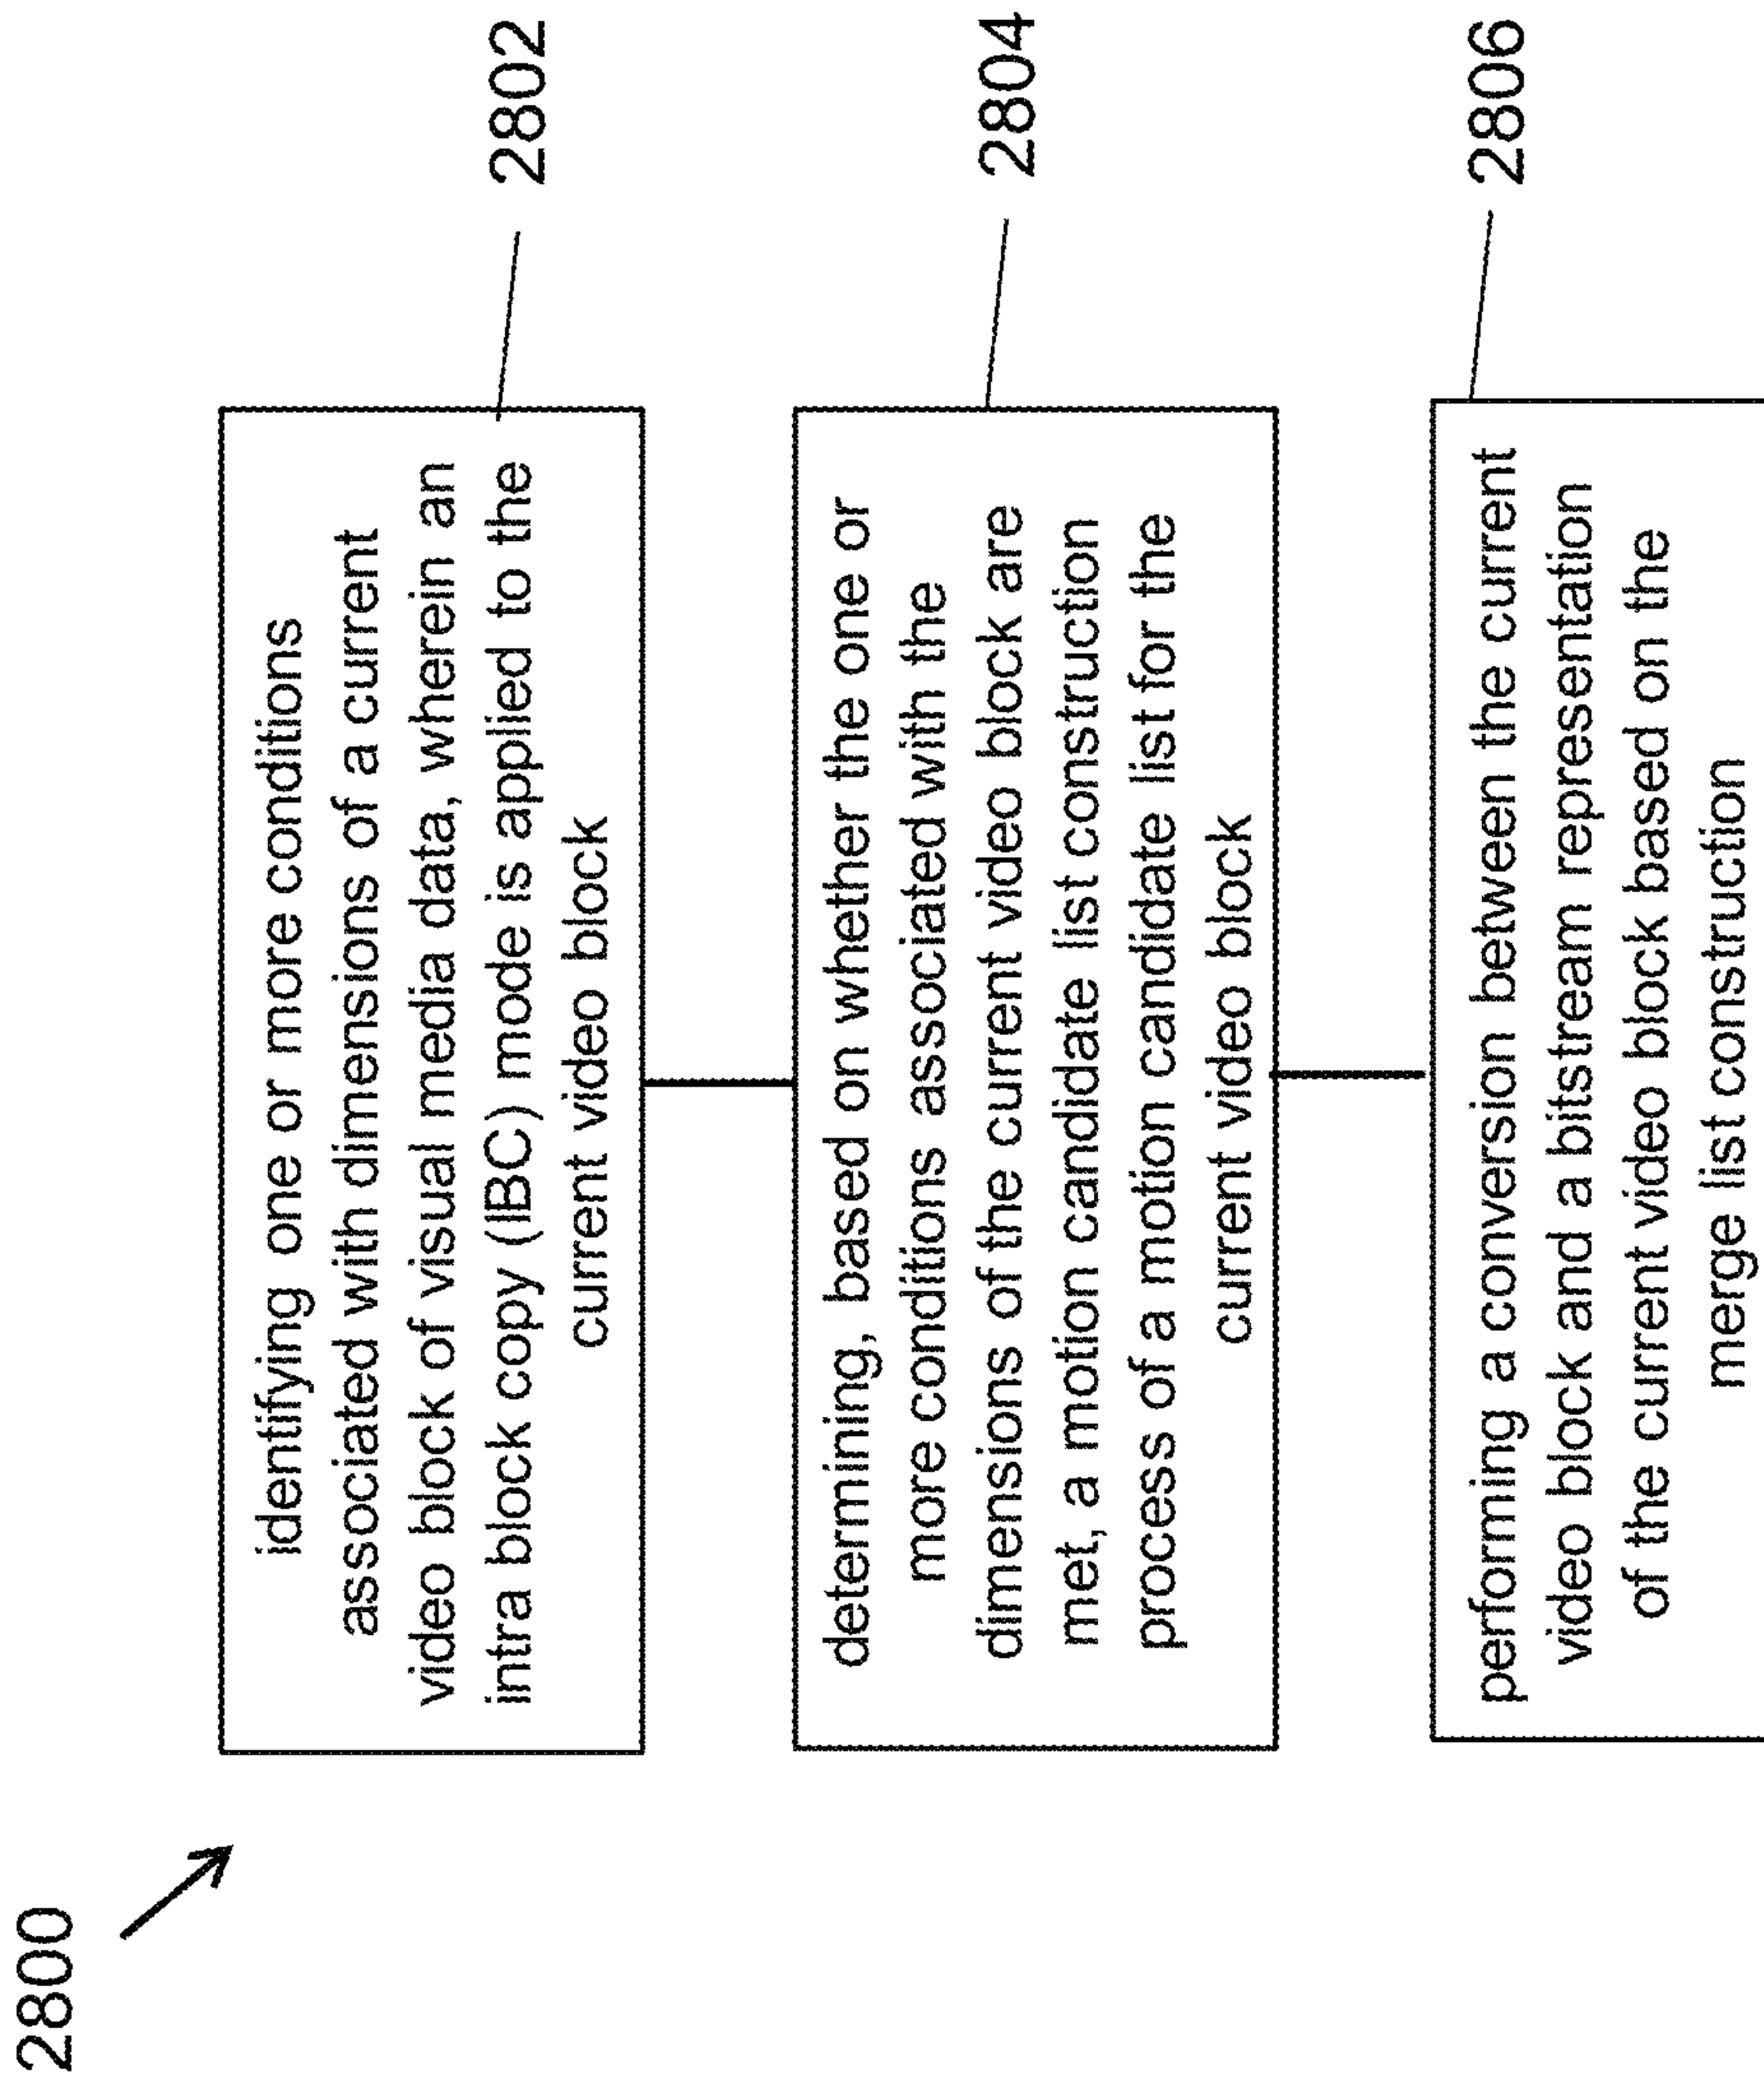 2800
identifying one or more conditions
associated with dimensions of a current
video block of visual media data, wherein an
intra block copy (IBC) mode is applied to the
current video block
2802
determining, based on whether the one or
more conditions associated with the
dimensions of the current video block are
met, a motion candidate list construction
process of a motion candidate list for the
current video block
2804
performing a conversion between the current
video block and a bitstream representation
of the current video block based on the
merge list construction
2806